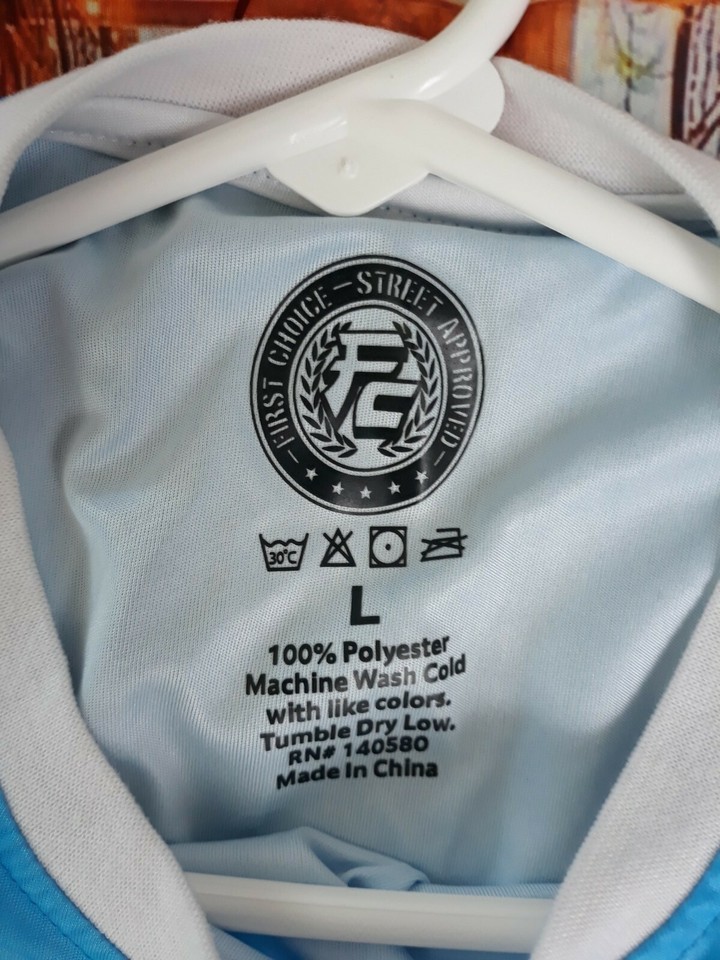 FIRST CHOICE — STREET APPROVED
FC
30°C
L
100% Polyester
Machine Wash Cold
with like colors.
Tumble Dry Low.
RN# 140580
Made In China